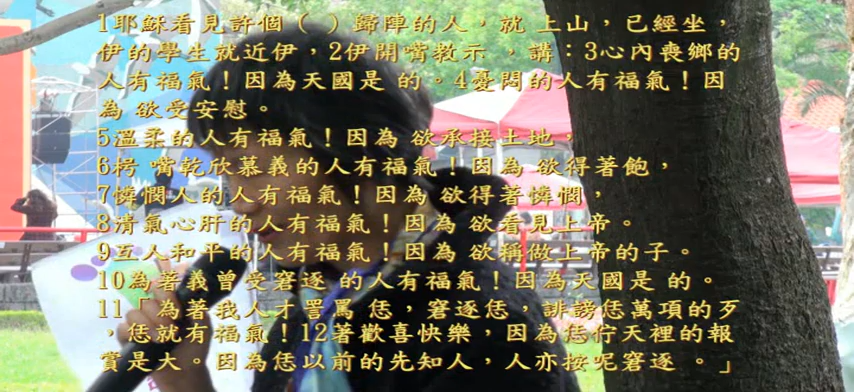 1耶穌看見許個（ ）歸陣的人，就 上山，已經坐，
伊的學生就近伊，2伊開嘴教示 ，講：3心內喪鄉的
人有福氣！因為天國是 的。4憂悶的人有福氣！因
為 欲受安慰。
5溫柔的人有福氣！因為 欲承接土地，
6枵 嘴乾欣慕義的人有福氣！因為 欲得著飽，
7憐憫人的人有福氣！因為 欲得著憐憫，
8清氣心肝的人有福氣！因為 欲看見上帝。
9互人和平的人有福氣！因為 欲稱做上帝的子。
10為著義曾受窘逐 的人有福氣！因為天國是 的。
11「為著我人才詈罵 恁，窘逐恁，誹謗恁萬項的歹
，恁就有福氣！12著歡喜快樂，因為恁佇天裡的報
賞是大。因為恁以前的先知人，人亦按呢窘逐 。」